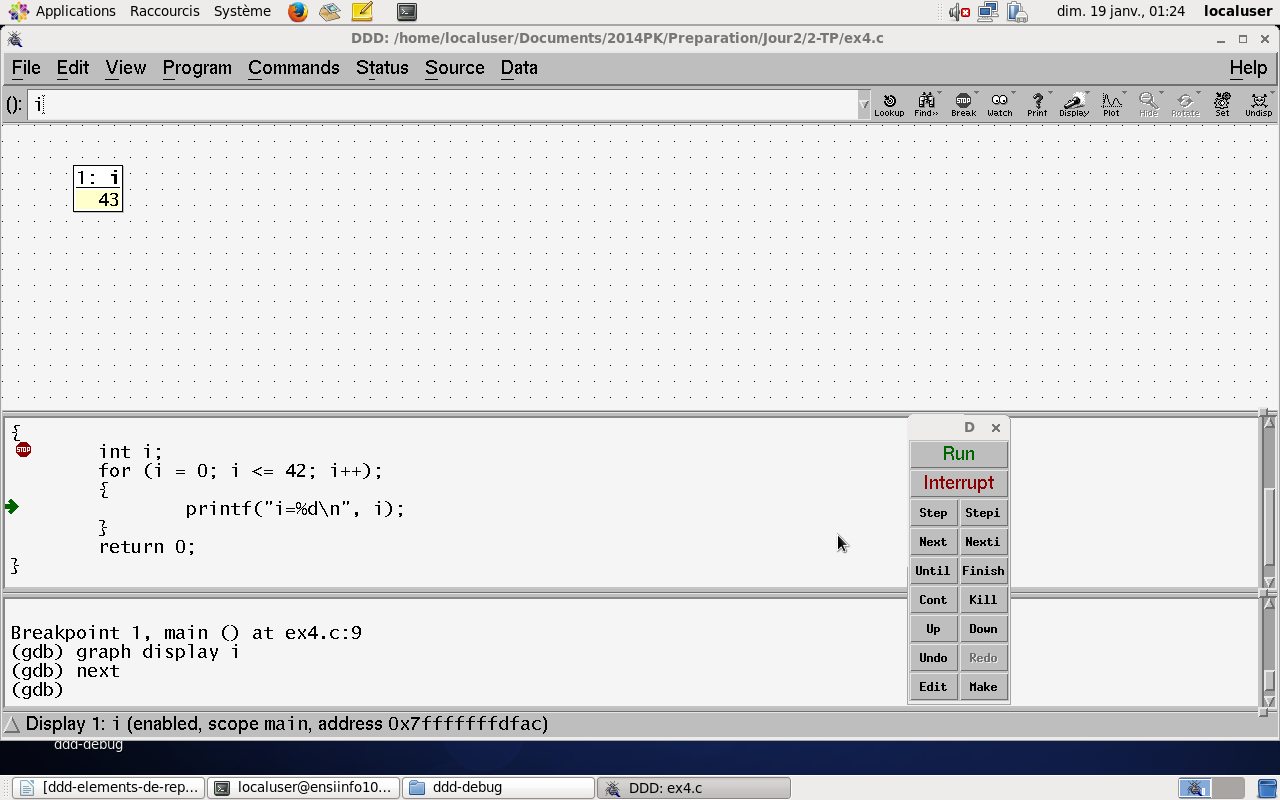 Applications Raccourcis Système dim. 19 janv., 01:24 localuser
DDD: /home/localuser/Documents/2014PK/Preparation/Jour2/2-TP/ex4.c
File Edit View Program Commands Status Source Data Help
(): i Lookup Find>> Break Watch Print Display Plot Hide Rotate Set Undisp
1: i
43
{
STOP int i;
for (i = 0; i <= 42; i++);
{
printf("i=%d\n", i);
}
return 0;
}
D
Run
Interrupt
Step Stepi
Next Nexti
Until Finish
Cont Kill
Up Down
Undo Redo
Edit Make
Breakpoint 1, main () at ex4.c:9
(gdb) graph display i
(gdb) next
(gdb)
Display 1: i (enabled, scope main, address 0x7fffffffdfac)
ddd-debug
[ddd-elements-de-rep... localuser@ensiinfo10... ddd-debug DDD: ex4.c